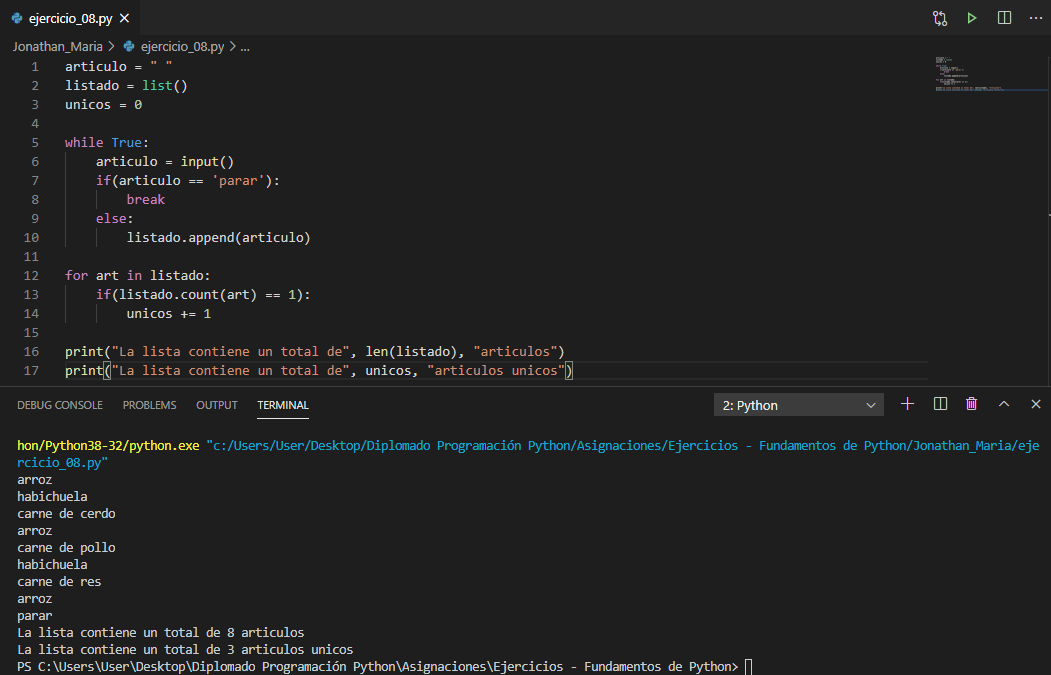 ejercicio_08.py
Jonathan_Maria > ejercicio_08.py > ...
1 articulo = " "
2 listado = list()
3 unicos = 0
4
5 while True:
6     articulo = input()
7     if(articulo == 'parar'):
8         break
9     else:
10         listado.append(articulo)
11
12 for art in listado:
13     if(listado.count(art) == 1):
14         unicos += 1
15
16 print("La lista contiene un total de", len(listado), "articulos")
17 print("La lista contiene un total de", unicos, "articulos unicos")
DEBUG CONSOLE PROBLEMS OUTPUT TERMINAL 2: Python
hon/Python38-32/python.exe "c:/Users/User/Desktop/Diplomado Programación Python/Asignaciones/Ejercicios - Fundamentos de Python/Jonathan_Maria/eje
rcicio_08.py"
arroz
habichuela
carne de cerdo
arroz
carne de pollo
habichuela
carne de res
arroz
parar
La lista contiene un total de 8 articulos
La lista contiene un total de 3 articulos unicos
PS C:\Users\User\Desktop\Diplomado Programación Python\Asignaciones\Ejercicios - Fundamentos de Python>